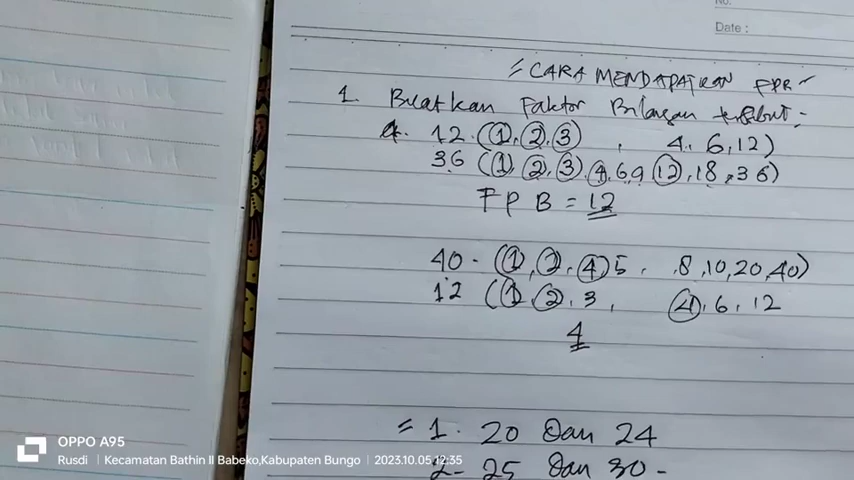 No.
Date :
= CARA MENDAPATKAN FPB -
1. Buatkan Faktor Bilangan tersebut :
a. 12. (1, 2, 3, 4, 6, 12)
36 (1, 2, 3, 4, 6, 9, 12, 18, 36)
FPB = 12
40 - (1, 2, 4, 5, 8, 10, 20, 40)
12 (1, 2, 3, 4, 6, 12
4
= 1. 20 dan 24
2 - 25 dan 30 -
OPPO A95
Rusdi | Kecamatan Bathin II Babeko,Kabupaten Bungo | 2023.10.05 12:35